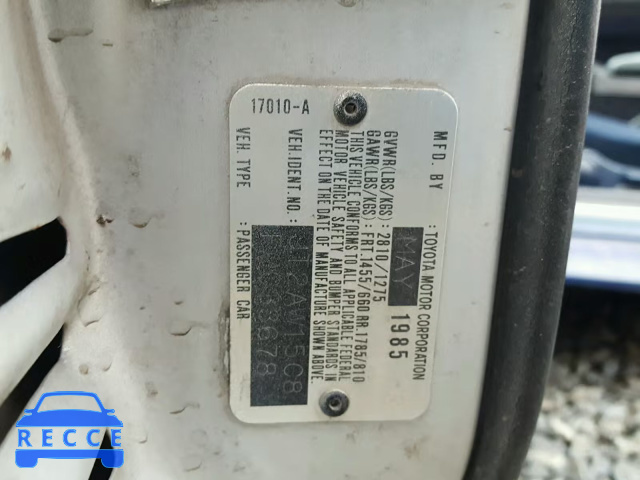 MFD. BY : TOYOTA MOTOR CORPORATION
MAY 1985
GVWR(LBS/KGS) : 2810/1275
GAWR(LBS/KGS) : FRT.1455/660 RR.1785/810
THIS VEHICLE CONFORMS TO ALL APPLICABLE FEDERAL
MOTOR VEHICLE SAFETY AND BUMPER STANDARDS IN
EFFECT ON THE DATE OF MANUFACTURE SHOWN ABOVE.
VEH.IDENT.NO. :
VEH. TYPE : PASSENGER CAR
17010-A
RECCE